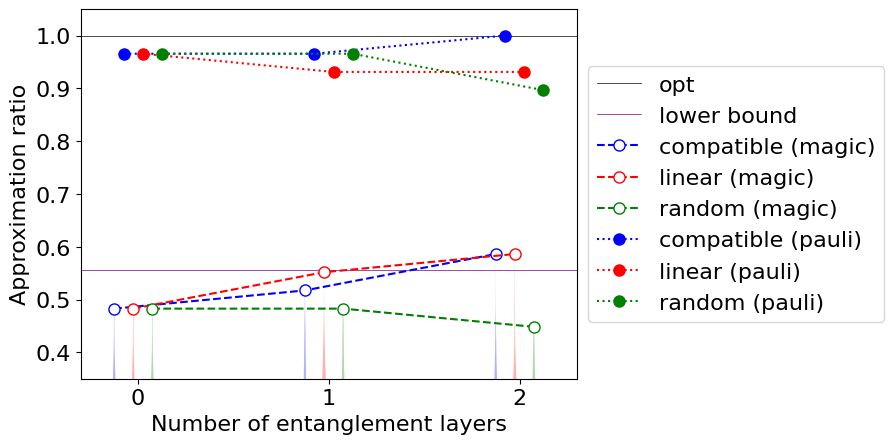 1.0
0.9
0.8
0.7
0.6
0.5
0.4
Approximation ratio
0 1 2
Number of entanglement layers
opt
lower bound
compatible (magic)
linear (magic)
random (magic)
compatible (pauli)
linear (pauli)
random (pauli)